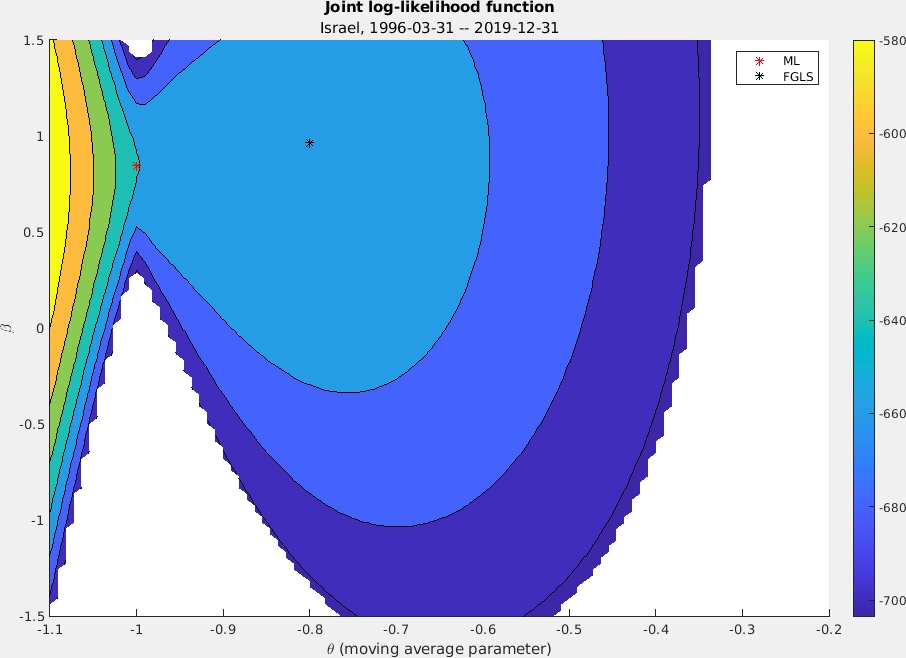 Joint log-likelihood function
Israel, 1996-03-31 -- 2019-12-31
1.5
1
0.5
0
-0.5
-1
-1.5
β
-1.1 -1 -0.9 -0.8 -0.7 -0.6 -0.5 -0.4 -0.3 -0.2
θ (moving average parameter)
ML
FGLS
-580
-600
-620
-640
-660
-680
-700